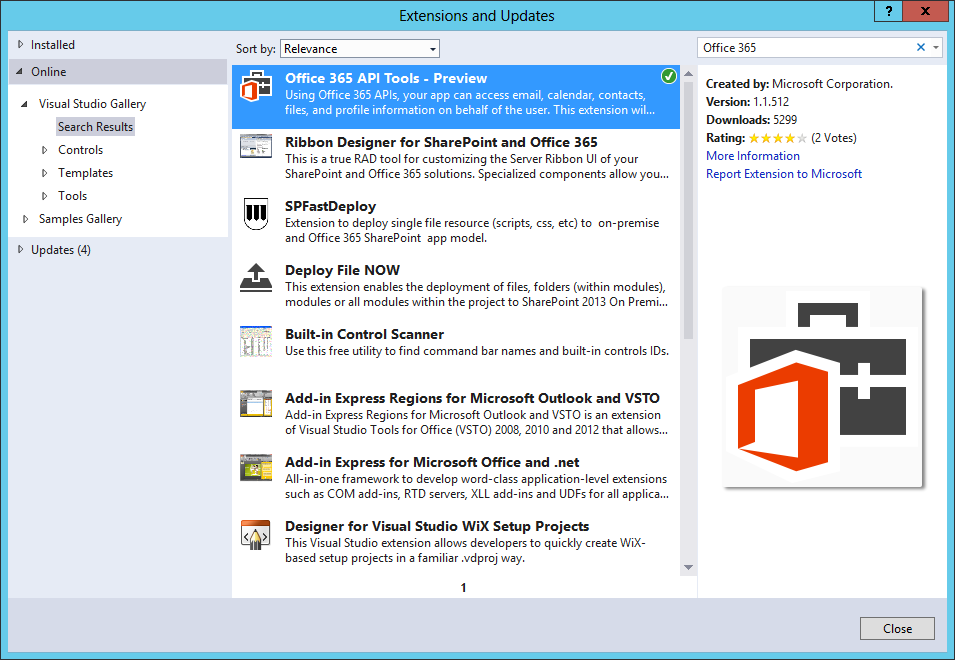 Extensions and Updates
?
x
Installed
Online
Visual Studio Gallery
Search Results
Controls
Templates
Tools
Samples Gallery
Updates (4)
Sort by: Relevance
Office 365 API Tools - Preview
Using Office 365 APIs, your app can access email, calendar, contacts,
files, and profile information on behalf of the user. This extension wil...
Ribbon Designer for SharePoint and Office 365
This is a true RAD tool for customizing the Server Ribbon UI of your
SharePoint and Office 365 solutions. Specialized components allow you...
SPFastDeploy
Extension to deploy single file resource (scripts, css, etc) to on-premise
and Office 365 SharePoint app model.
Deploy File NOW
This extension enables the deployment of files, folders (within modules),
modules or all modules within the project to SharePoint 2013 On Premi...
Built-in Control Scanner
Use this free utility to find command bar names and built-in controls IDs.
Add-in Express Regions for Microsoft Outlook and VSTO
Add-in Express Regions for Microsoft Outlook and VSTO is an extension
of Visual Studio Tools for Office (VSTO) 2008, 2010 and 2012 that allows...
Add-in Express for Microsoft Office and .net
All-in-one framework to develop word-class application-level extensions
such as COM add-ins, RTD servers, XLL add-ins and UDFs for all applica...
Designer for Visual Studio WiX Setup Projects
This Visual Studio extension allows developers to quickly create WiX-
based setup projects in a familiar .vdproj way.
1
Office 365
Created by: Microsoft Corporation.
Version: 1.1.512
Downloads: 5299
Rating: (2 Votes)
More Information
Report Extension to Microsoft
Close